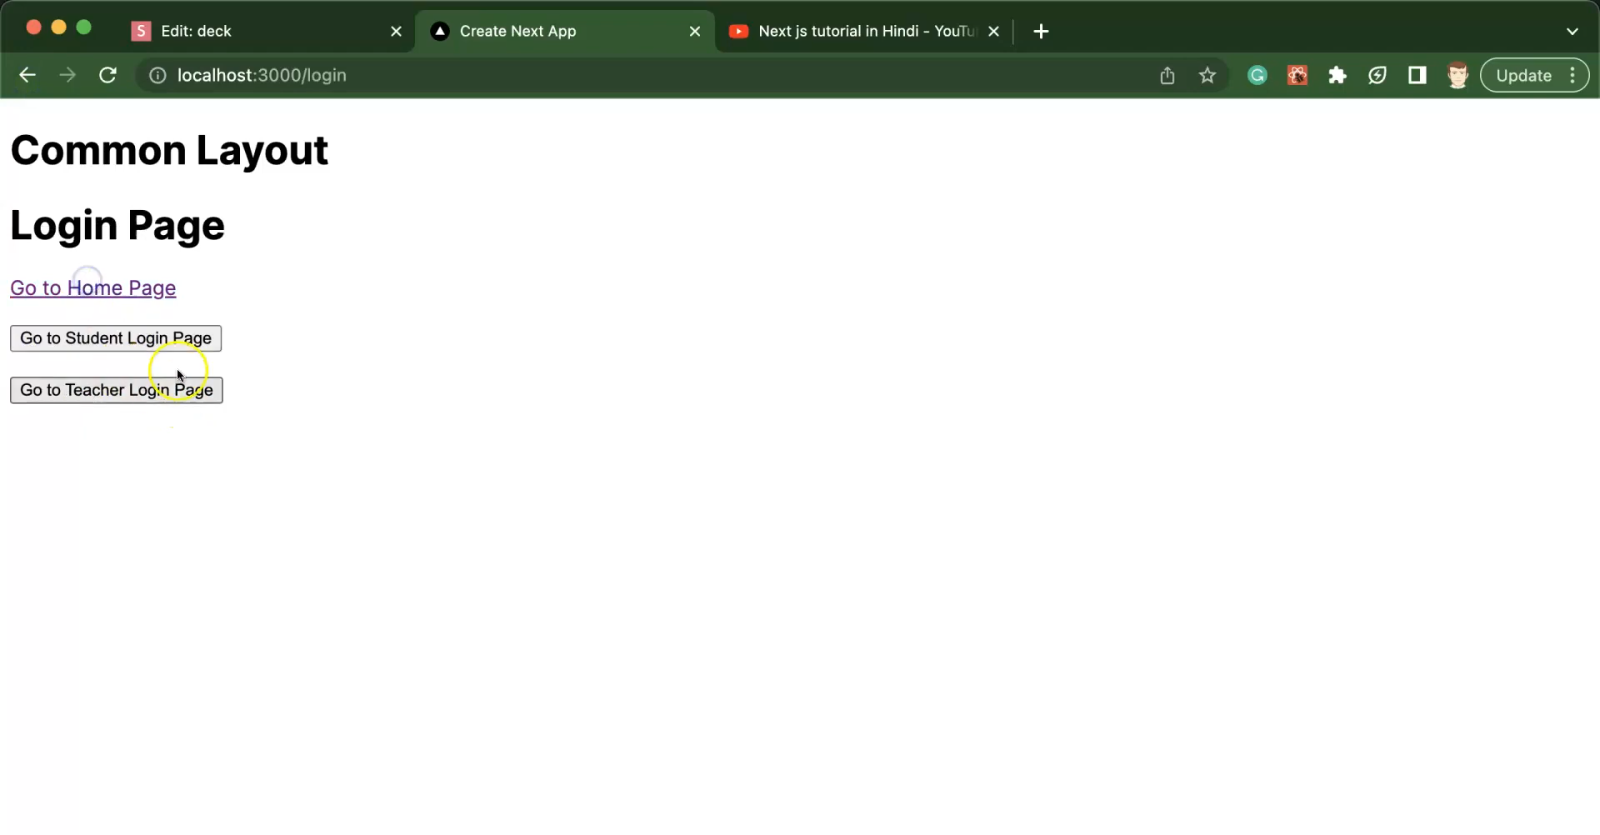 Edit: deck
Create Next App
Next js tutorial in Hindi - YouTu
localhost:3000/login
Update
Common Layout
Login Page
Go to Home Page
Go to Student Login Page
Go to Teacher Login Page